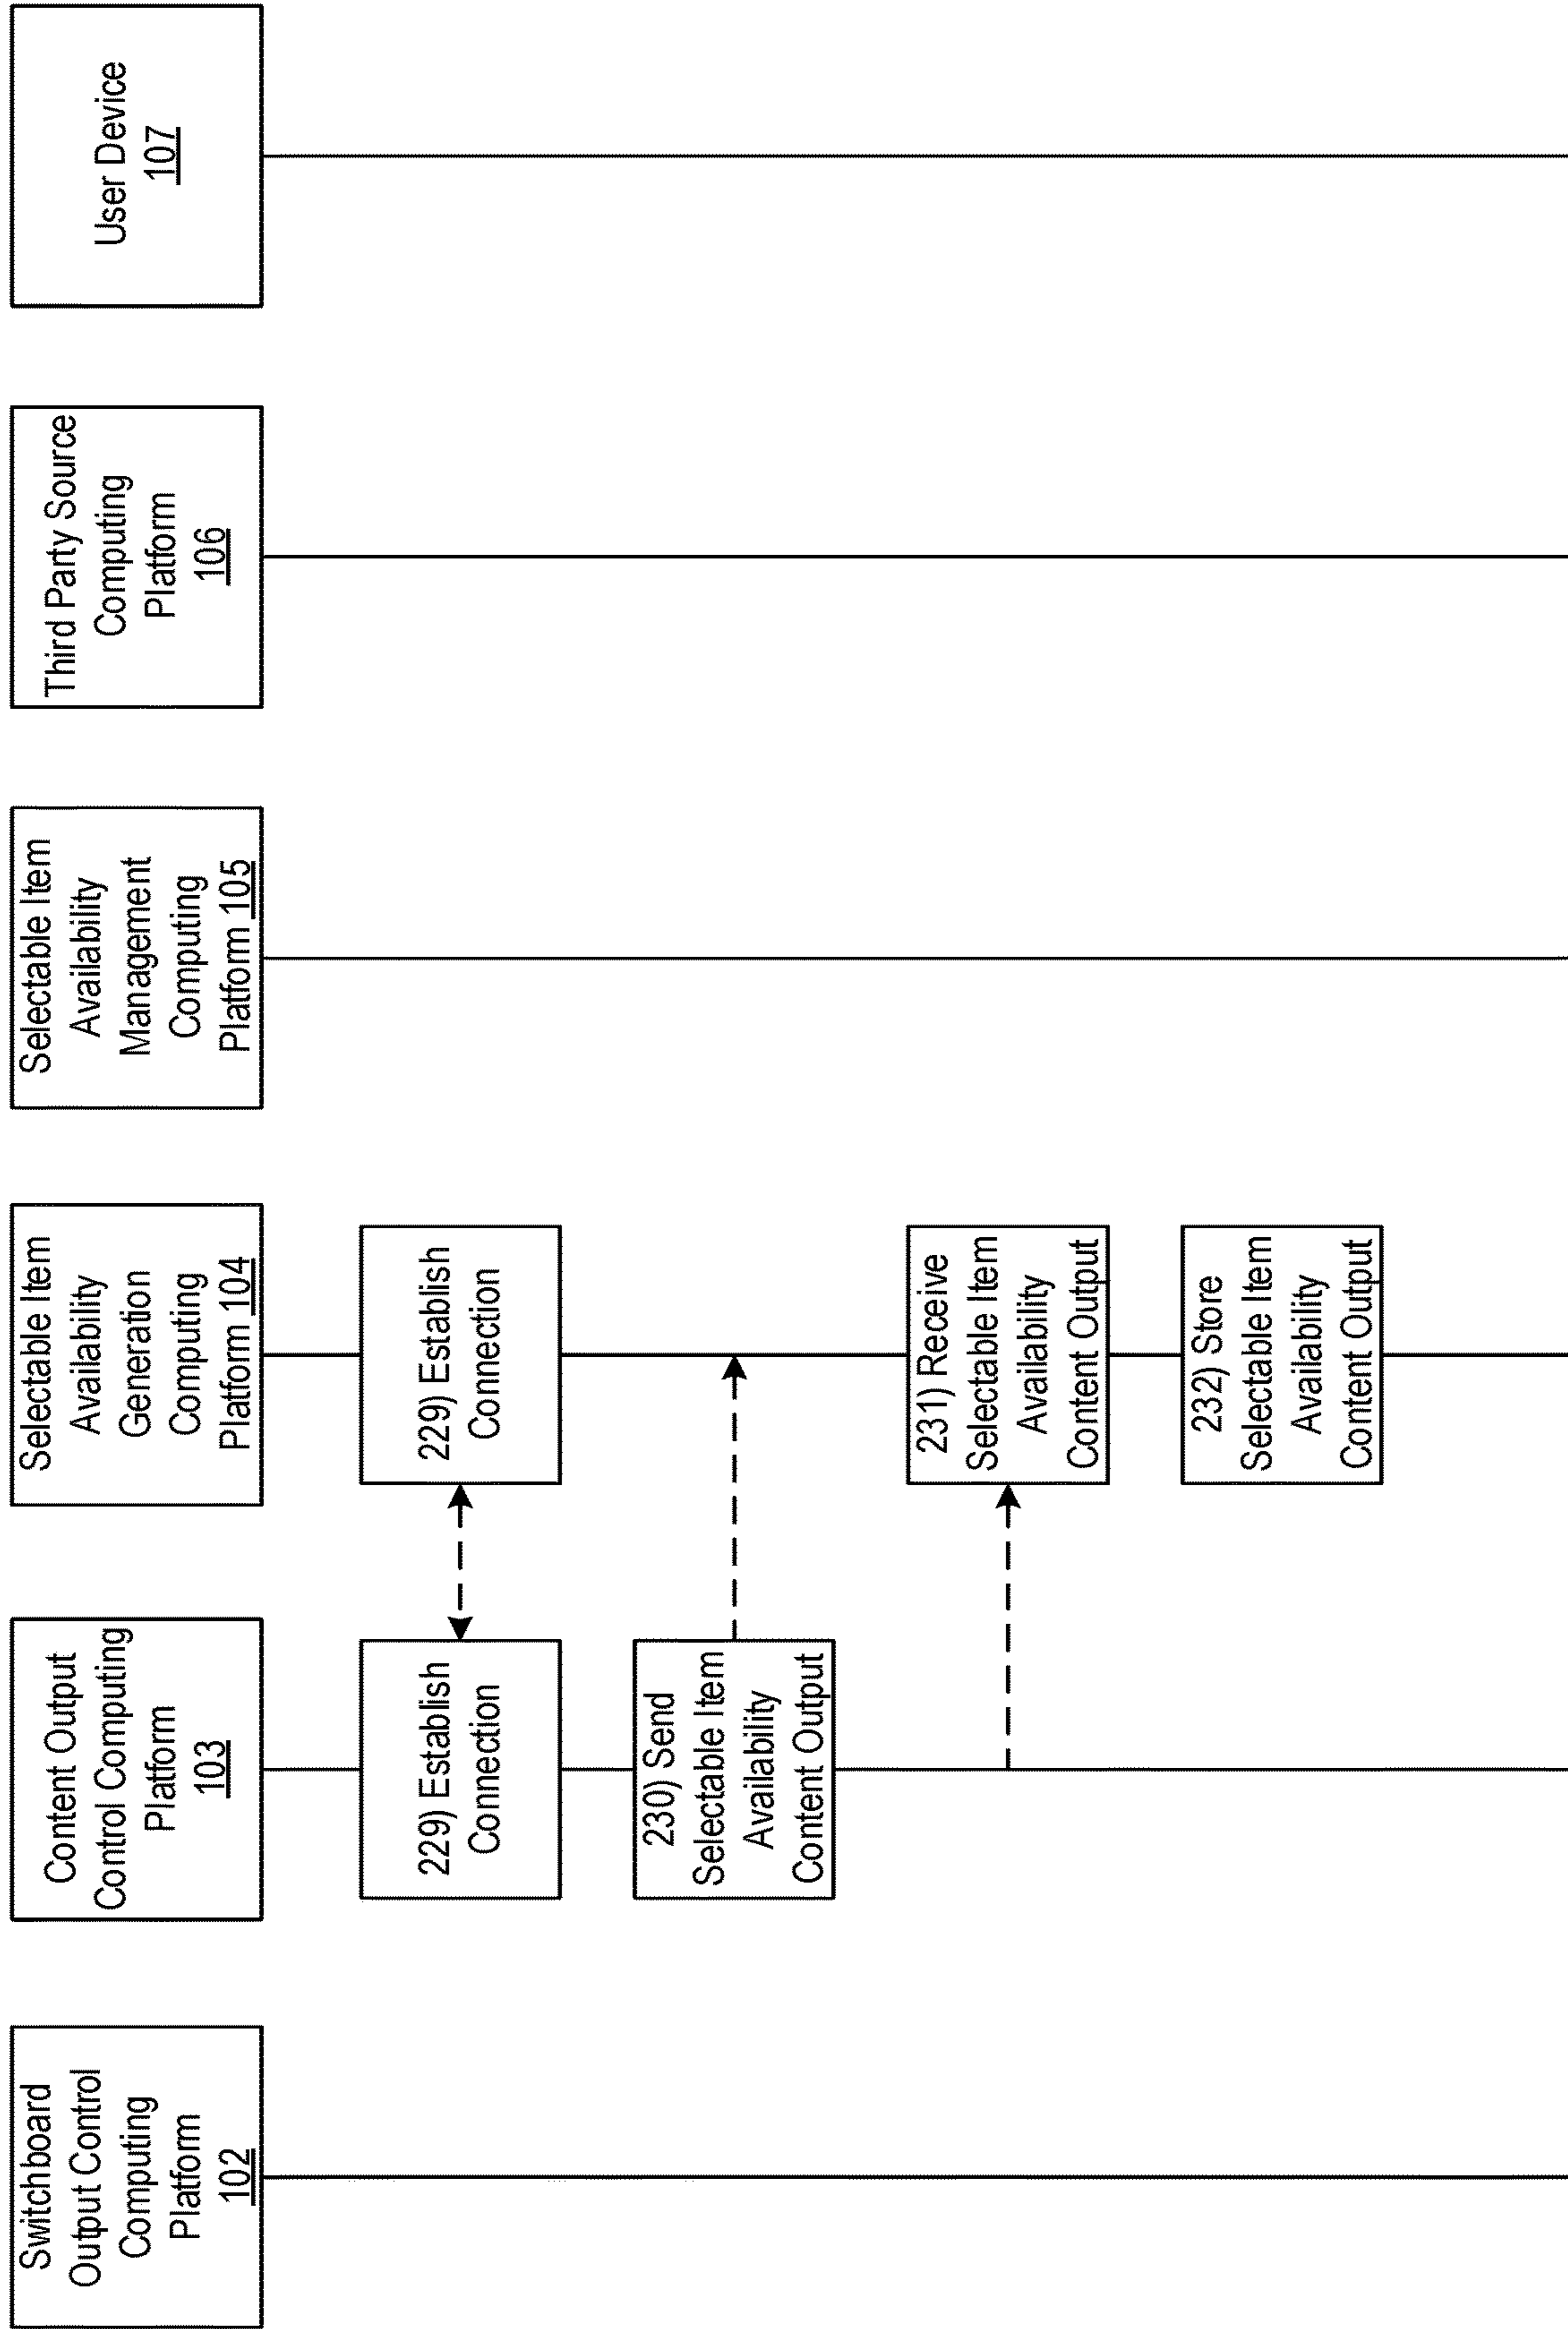 Switchboard
Output Control
Computing
Platform
102
Content Output
Control Computing
Platform
103
Selectable Item
Availability
Generation
Computing
Platform 104
Selectable Item
Availability
Management
Computing
Platform 105
Third Party Source
Computing
Platform
106
User Device
107
229) Establish
Connection
229) Establish
Connection
230) Send
Selectable Item
Availability
Content Output
231) Receive
Selectable Item
Availability
Content Output
232) Store
Selectable Item
Availability
Content Output